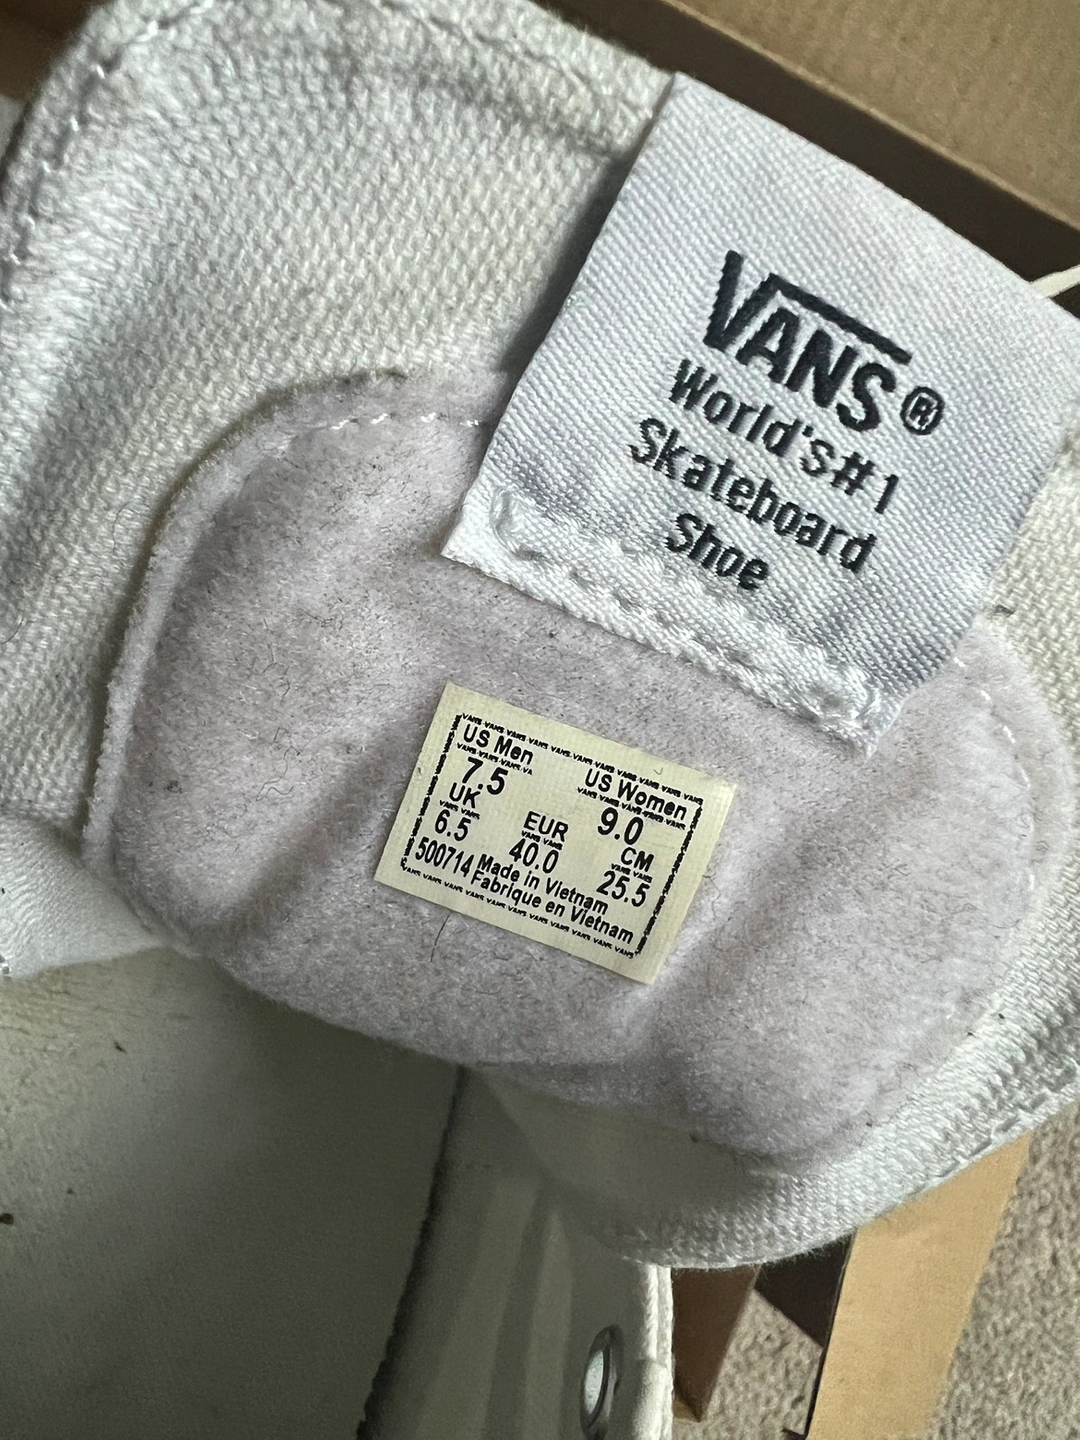 VANS®
World's#1
Skateboard
Shoe
US Men
7.5
US Women
9.0
UK
6.5
EUR
40.0
CM
25.5
500714
Made in Vietnam
Fabrique en Vietnam